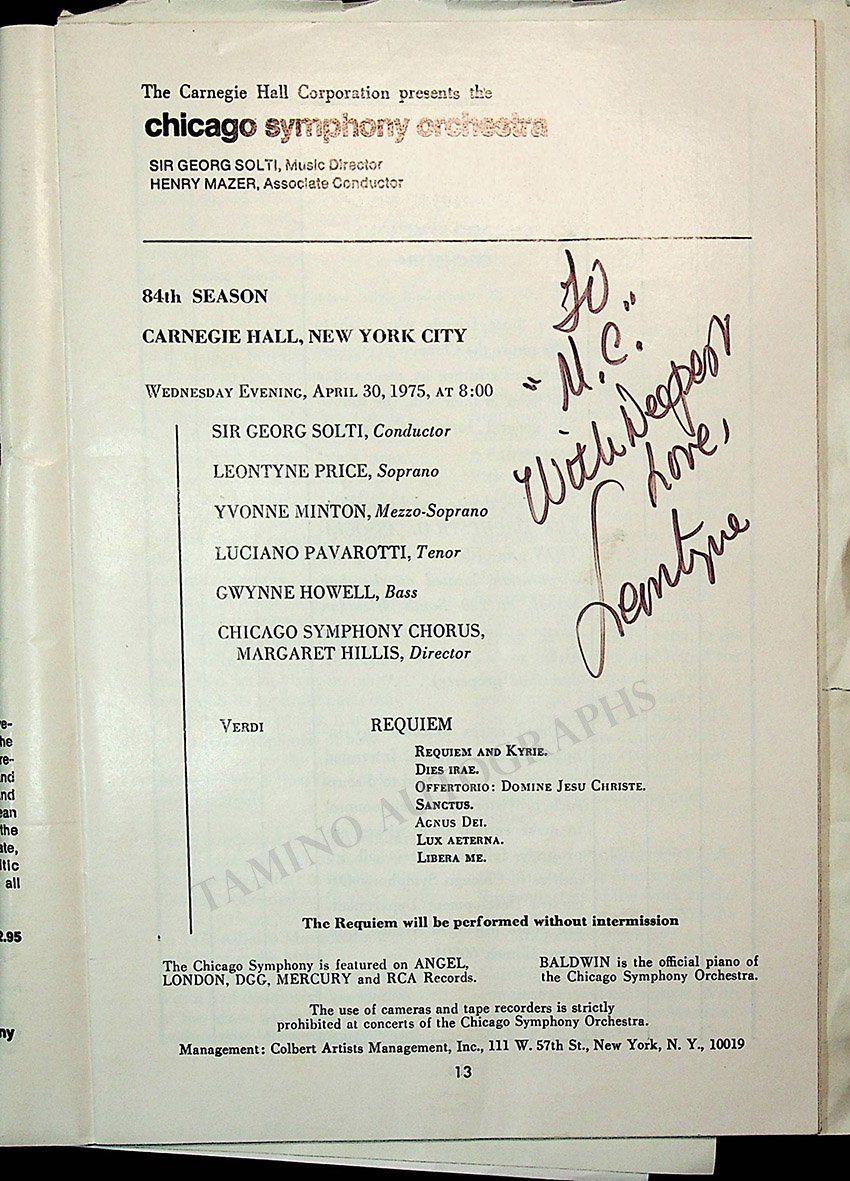 The Carnegie Hall Corporation presents the
chicago symphony orchestra
SIR GEORG SOLTI, Music Director
HENRY MAZER, Associate Conductor
84th SEASON
CARNEGIE HALL, NEW YORK CITY
WEDNESDAY EVENING, APRIL 30, 1975, AT 8:00
SIR GEORG SOLTI, Conductor
LEONTYNE PRICE, Soprano
YVONNE MINTON, Mezzo-Soprano
LUCIANO PAVAROTTI, Tenor
GWYNNE HOWELL, Bass
CHICAGO SYMPHONY CHORUS,
MARGARET HILLIS, Director
To
"M.C."
With Deepest
Love,
Leontyne
VERDI REQUIEM
REQUIEM AND KYRIE.
DIES IRAE.
OFFERTORIO: DOMINE JESU CHRISTE.
SANCTUS.
AGNUS DEI.
LUX AETERNA.
LIBERA ME.
TAMINO AUTOGRAPHS
The Requiem will be performed without intermission
The Chicago Symphony is featured on ANGEL,
LONDON, DGG, MERCURY and RCA Records.
BALDWIN is the official piano of
the Chicago Symphony Orchestra.
The use of cameras and tape recorders is strictly
prohibited at concerts of the Chicago Symphony Orchestra.
Management: Colbert Artists Management, Inc., 111 W. 57th St., New York, N. Y., 10019
13